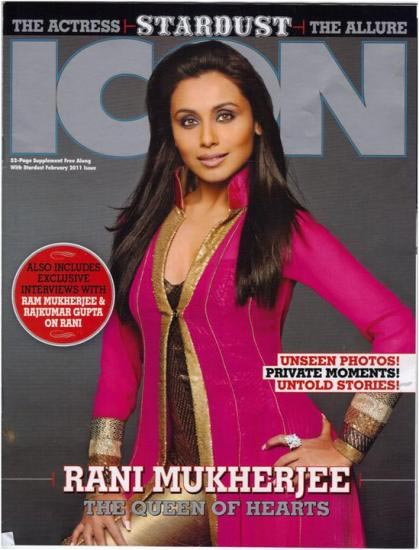 THE ACTRESS STARDUST THE ALLURE
ICON
52-Page Supplement Free Along
With Stardust February 2011 Issue
ALSO INCLUDES
EXCLUSIVE
INTERVIEWS WITH
RAM MUKHERJEE &
RAJKUMAR GUPTA
ON RANI
UNSEEN PHOTOS!
PRIVATE MOMENTS!
UNTOLD STORIES!
RANI MUKHERJEE
THE QUEEN OF HEARTS